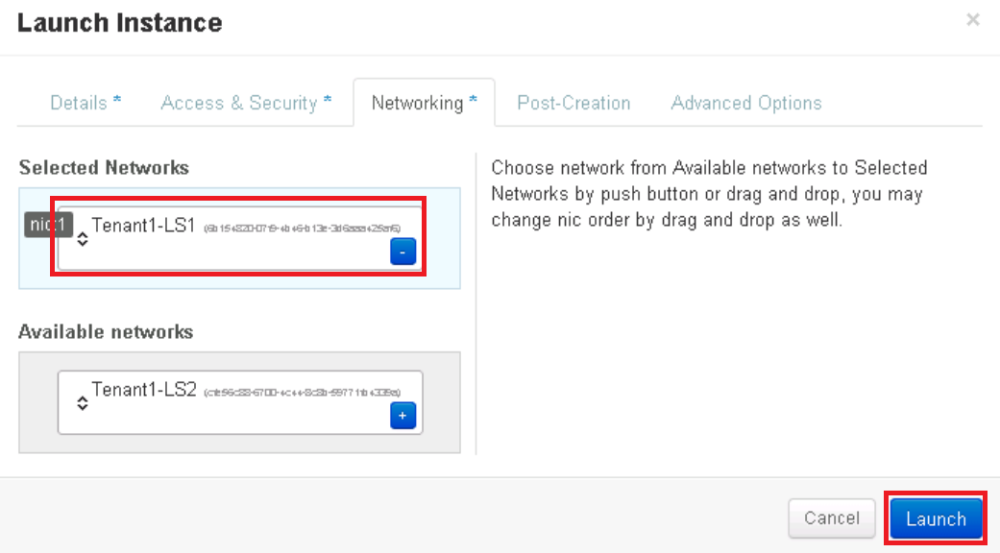 Launch Instance
×
Details * Access & Security * Networking * Post-Creation Advanced Options
Selected Networks
nic:1 Tenant1-LS1
-
Choose network from Available networks to Selected
Networks by push button or drag and drop, you may
change nic order by drag and drop as well.
Available networks
Tenant1-LS2
+
Cancel Launch